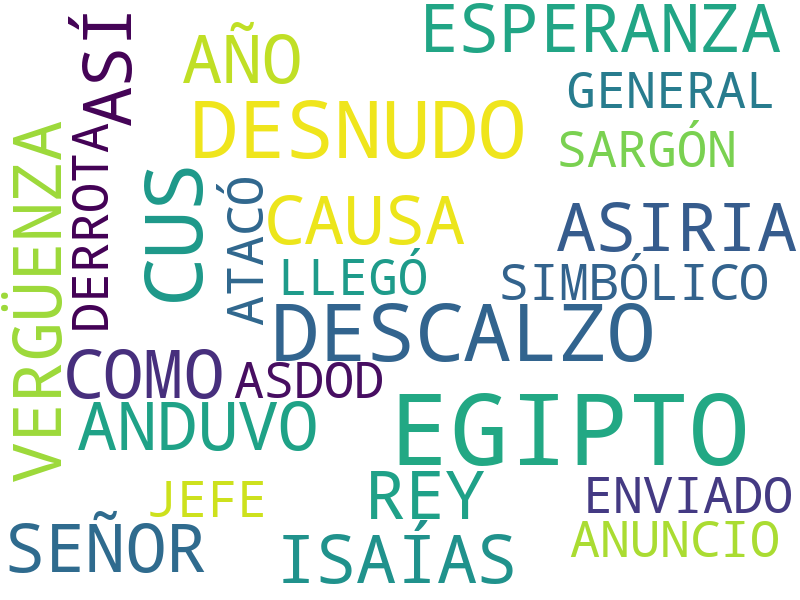 ESPERANZA
ASÍ
AÑO
GENERAL
DESNUDO
SARGÓN
VERGÜENZA
DERROTA
CUS
ATACÓ
CAUSA
ASIRIA
LLEGÓ
SIMBÓLICO
DESCALZO
COMO
ASDOD
ANDUVO
EGIPTO
JEFE
REY
ENVIADO
SEÑOR
ISAÍAS
ANUNCIO